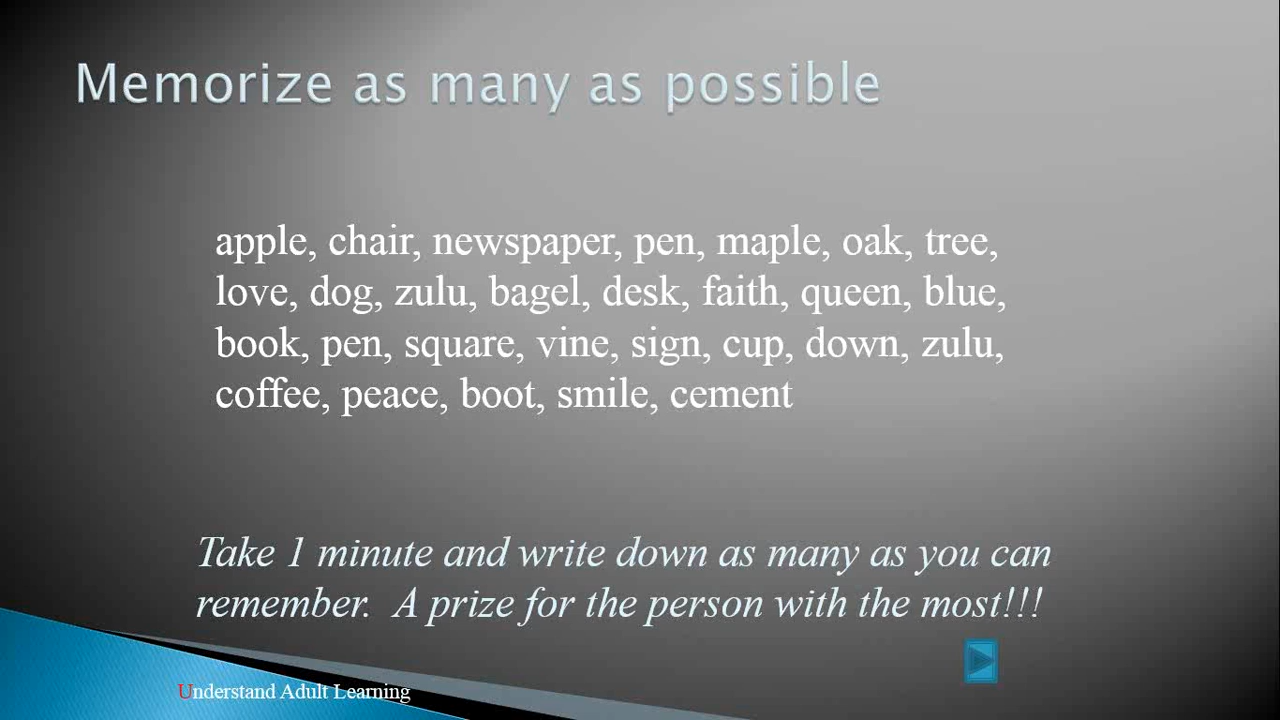 Memorize as many as possible
apple, chair, newspaper, pen, maple, oak, tree,
love, dog, zulu, bagel, desk, faith, queen, blue,
book, pen, square, vine, sign, cup, down, zulu,
coffee, peace, boot, smile, cement
Take 1 minute and write down as many as you can
remember.  A prize for the person with the most!!!
Understand Adult Learning